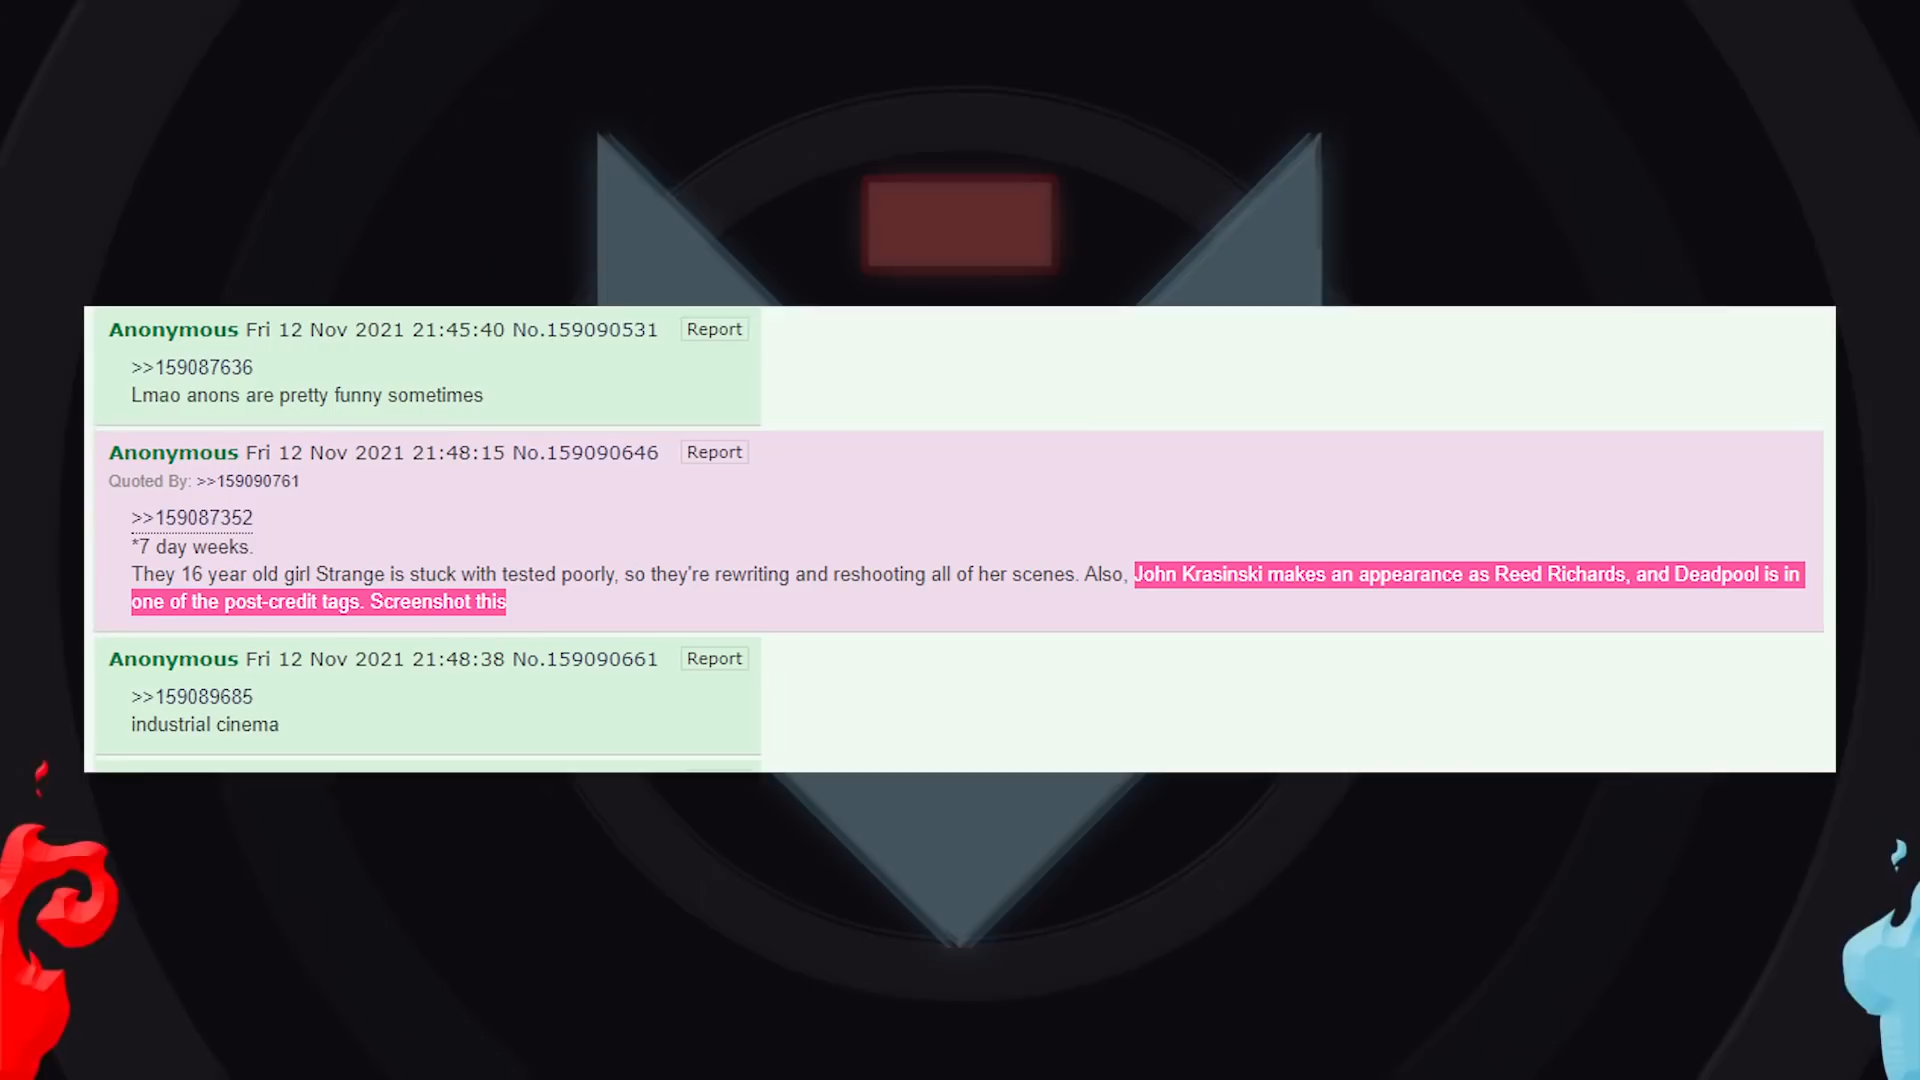 Anonymous Fri 12 Nov 2021 21:45:40 No.159090531 Report
>>159087636
Lmao anons are pretty funny sometimes
Anonymous Fri 12 Nov 2021 21:48:15 No.159090646 Report
Quoted By: >>159090761
>>159087352
*7 day weeks.
They 16 year old girl Strange is stuck with tested poorly, so they're rewriting and reshooting all of her scenes. Also, John Krasinski makes an appearance as Reed Richards, and Deadpool is in
one of the post-credit tags. Screenshot this
Anonymous Fri 12 Nov 2021 21:48:38 No.159090661 Report
>>159089685
industrial cinema